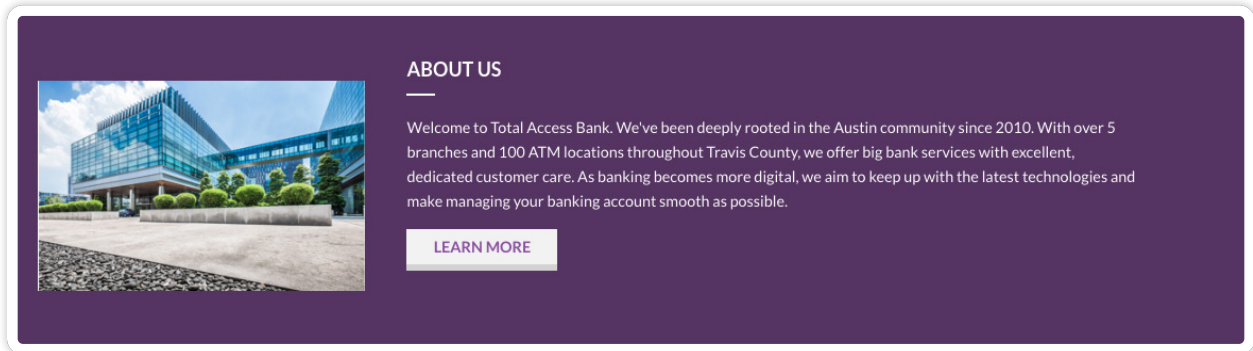 ABOUT US
Welcome to Total Access Bank. We've been deeply rooted in the Austin community since 2010. With over 5
branches and 100 ATM locations throughout Travis County, we offer big bank services with excellent,
dedicated customer care. As banking becomes more digital, we aim to keep up with the latest technologies and
make managing your banking account smooth as possible.
LEARN MORE